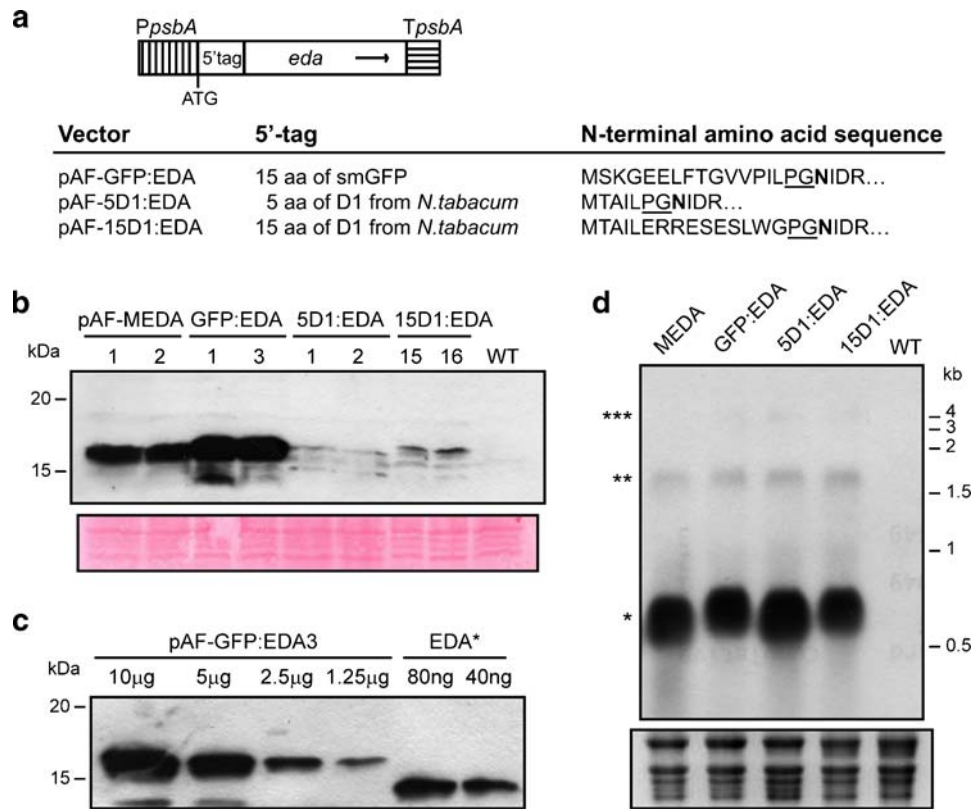 a
PpsbA TpsbA
5'tag eda
ATG
Vector 5'-tag N-terminal amino acid sequence
pAF-GFP:EDA 15 aa of smGFP MSKGEELFTGVVPILPGNIDR...
pAF-5D1:EDA 5 aa of D1 from N.tabacum MTAILPGNIDR...
pAF-15D1:EDA 15 aa of D1 from N.tabacum MTAILERRESESLWGPGNIDR...
b
pAF-MEDA GFP:EDA 5D1:EDA 15D1:EDA
kDa 1 2 1 3 1 2 15 16 WT
20
15
c
pAF-GFP:EDA3 EDA*
kDa 10µg 5µg 2.5µg 1.25µg 80ng 40ng
20
15
d
MEDA GFP:EDA 5D1:EDA 15D1:EDA WT
kb
*** 4
3
2
** 1.5
1
* 0.5